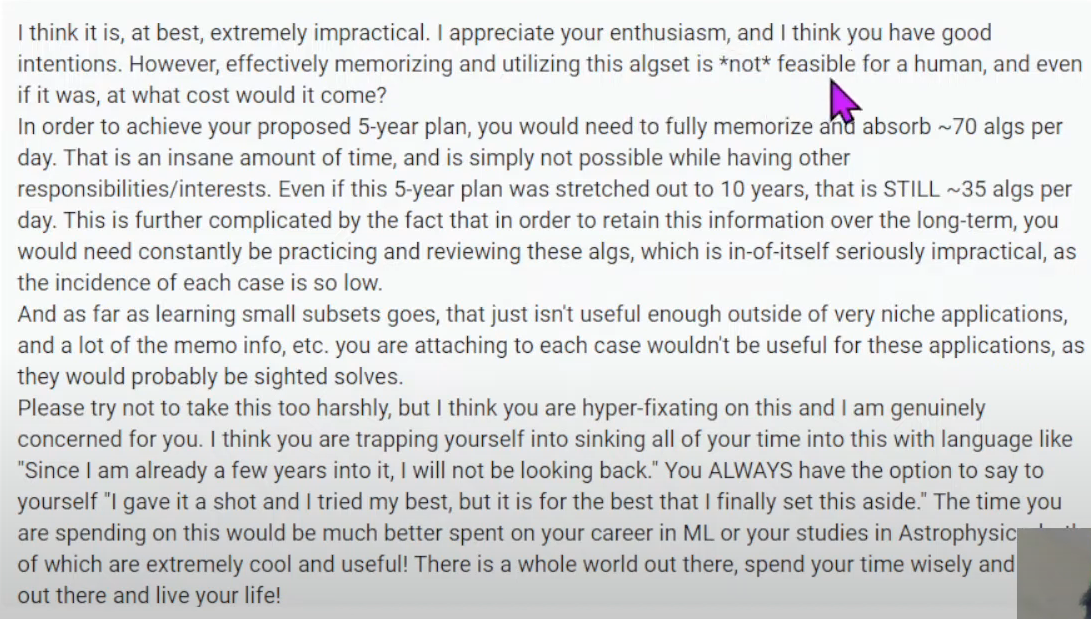 I think it is, at best, extremely impractical. I appreciate your enthusiasm, and I think you have good
intentions. However, effectively memorizing and utilizing this algset is *not* feasible for a human, and even
if it was, at what cost would it come?
In order to achieve your proposed 5-year plan, you would need to fully memorize and absorb ~70 algs per
day. That is an insane amount of time, and is simply not possible while having other
responsibilities/interests. Even if this 5-year plan was stretched out to 10 years, that is STILL ~35 algs per
day. This is further complicated by the fact that in order to retain this information over the long-term, you
would need constantly be practicing and reviewing these algs, which is in-of-itself seriously impractical, as
the incidence of each case is so low.
And as far as learning small subsets goes, that just isn't useful enough outside of very niche applications,
and a lot of the memo info, etc. you are attaching to each case wouldn't be useful for these applications, as
they would probably be sighted solves.
Please try not to take this too harshly, but I think you are hyper-fixating on this and I am genuinely
concerned for you. I think you are trapping yourself into sinking all of your time into this with language like
"Since I am already a few years into it, I will not be looking back." You ALWAYS have the option to say to
yourself "I gave it a shot and I tried my best, but it is for the best that I finally set this aside." The time you
are spending on this would be much better spent on your career in ML or your studies in Astrophysic
of which are extremely cool and useful! There is a whole world out there, spend your time wisely and
out there and live your life!